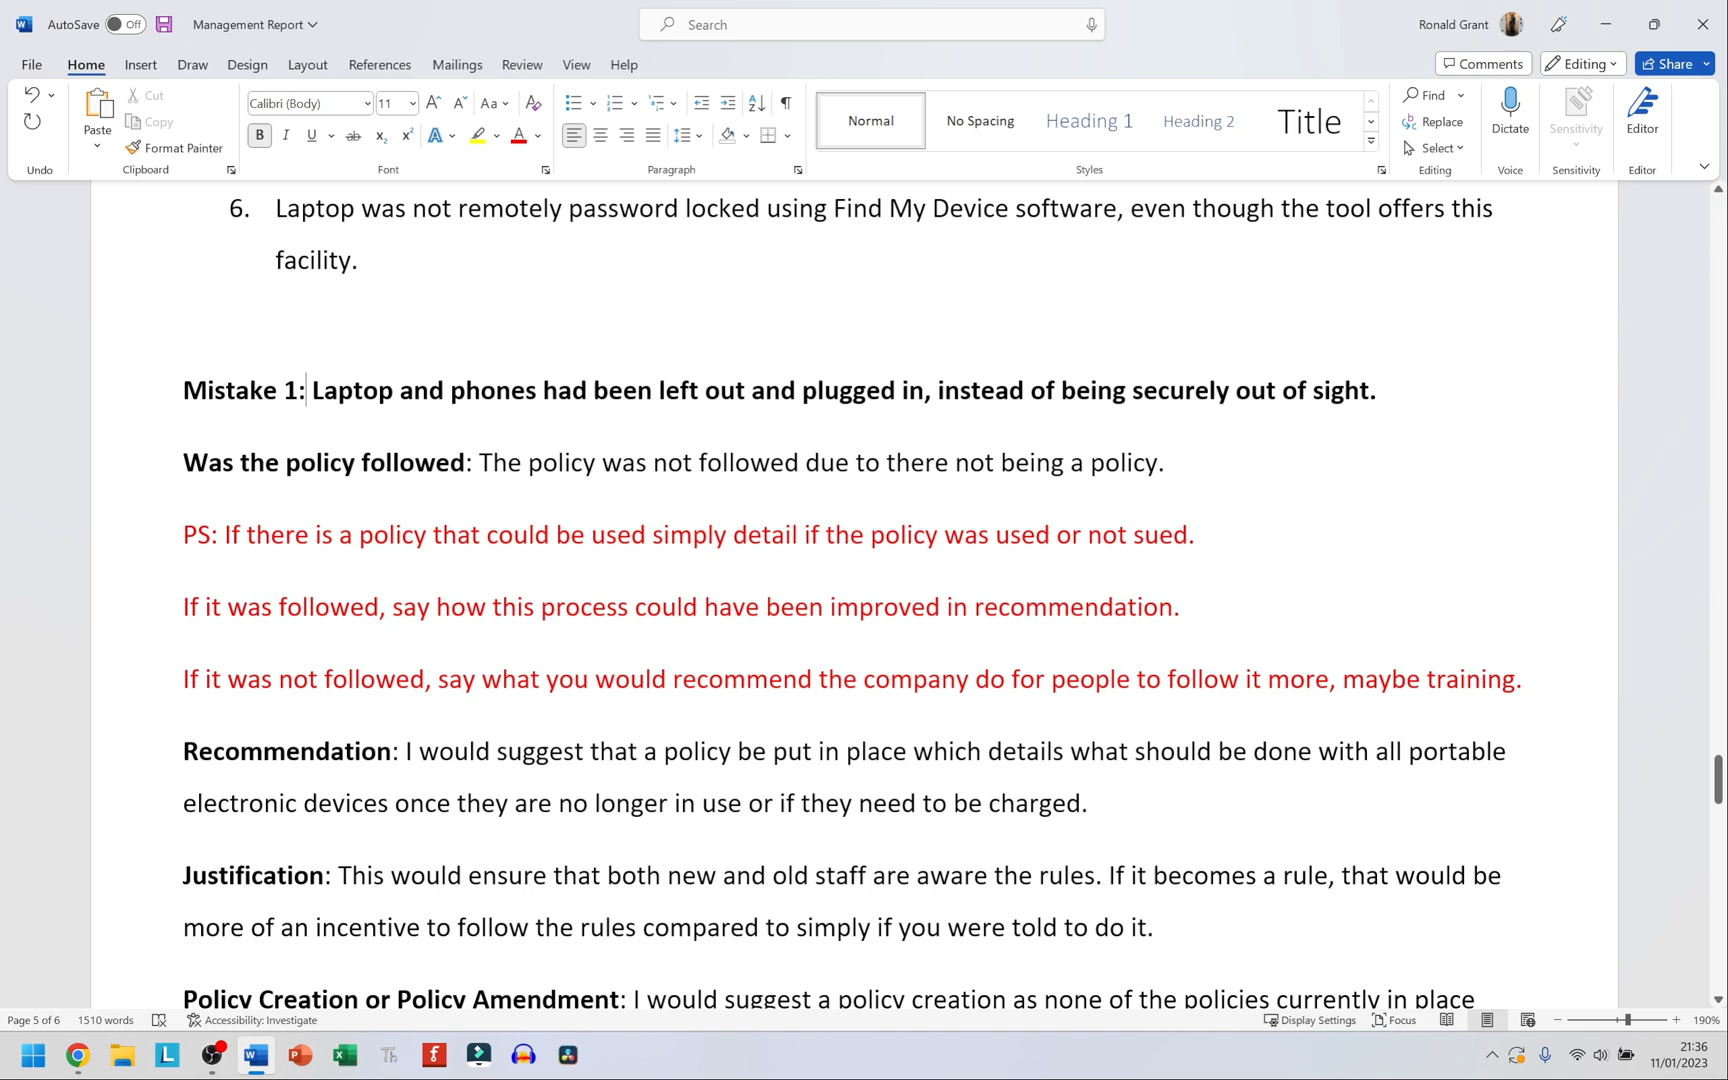 AutoSave Off Management Report Search Ronald Grant
File Home Insert Draw Design Layout References Mailings Review View Help Comments Editing Share
Calibri (Body) 11 Aa
Cut
Copy
Format Painter
Paste
B I U ab x₂ x² A A
Normal No Spacing Heading 1 Heading 2 Title
Find
Replace
Select
Dictate Sensitivity Editor
Undo Clipboard Font Paragraph Styles Editing Voice Sensitivity Editor
6. Laptop was not remotely password locked using Find My Device software, even though the tool offers this
facility.
Mistake 1: Laptop and phones had been left out and plugged in, instead of being securely out of sight.
Was the policy followed: The policy was not followed due to there not being a policy.
PS: If there is a policy that could be used simply detail if the policy was used or not sued.
If it was followed, say how this process could have been improved in recommendation.
If it was not followed, say what you would recommend the company do for people to follow it more, maybe training.
Recommendation: I would suggest that a policy be put in place which details what should be done with all portable
electronic devices once they are no longer in use or if they need to be charged.
Justification: This would ensure that both new and old staff are aware the rules. If it becomes a rule, that would be
more of an incentive to follow the rules compared to simply if you were told to do it.
Policy Creation or Policy Amendment: I would suggest a policy creation as none of the policies currently in place
Page 5 of 6 1510 words Accessibility: Investigate Display Settings Focus 190%
21:36
11/01/2023